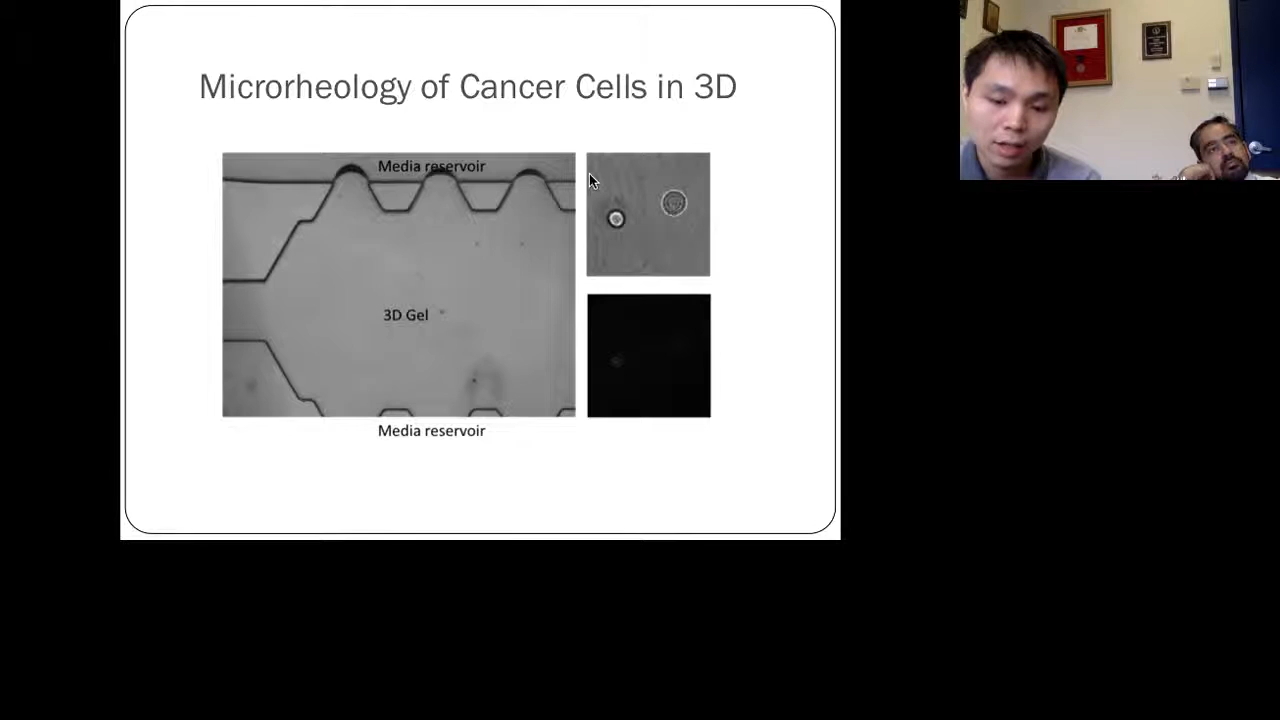 Microrheology of Cancer Cells in 3D
Media reservoir
3D Gel
Media reservoir